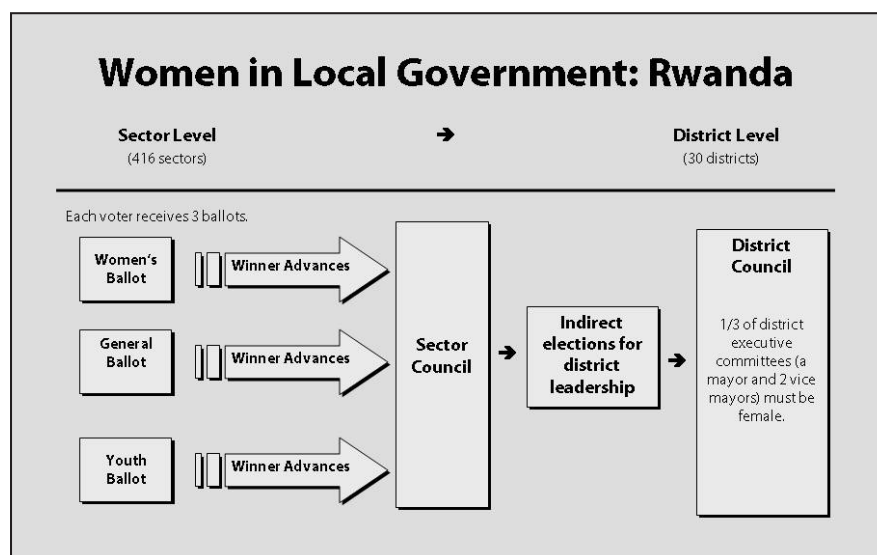 Women in Local Government: Rwanda
Sector Level
(416 sectors)
➔
District Level
(30 districts)
Each voter receives 3 ballots.
Women's
Ballot
Winner Advances
General
Ballot
Winner Advances
Youth
Ballot
Winner Advances
Sector
Council
➔
Indirect
elections for
district
leadership
➔
District
Council
1/3 of district
executive
committees (a
mayor and 2 vice
mayors) must be
female.